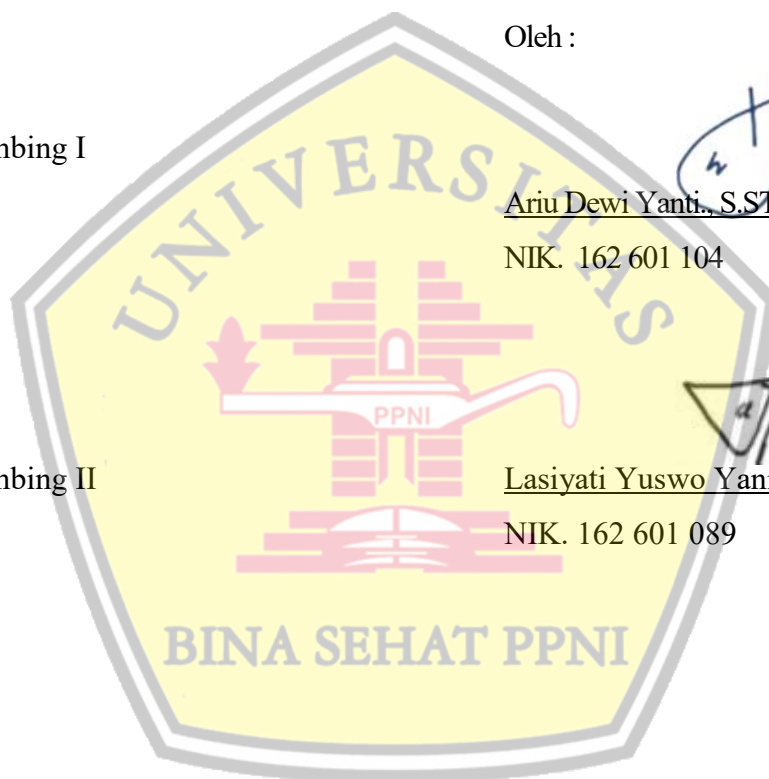 Oleh :
nbing I
Ariu Dewi Yanti., S.ST
NIK. 162 601 104
nbing II
Lasiyati Yuswo Yani
NIK. 162 601 089
UNIVERSITAS
PPNI
BINA SEHAT PPNI